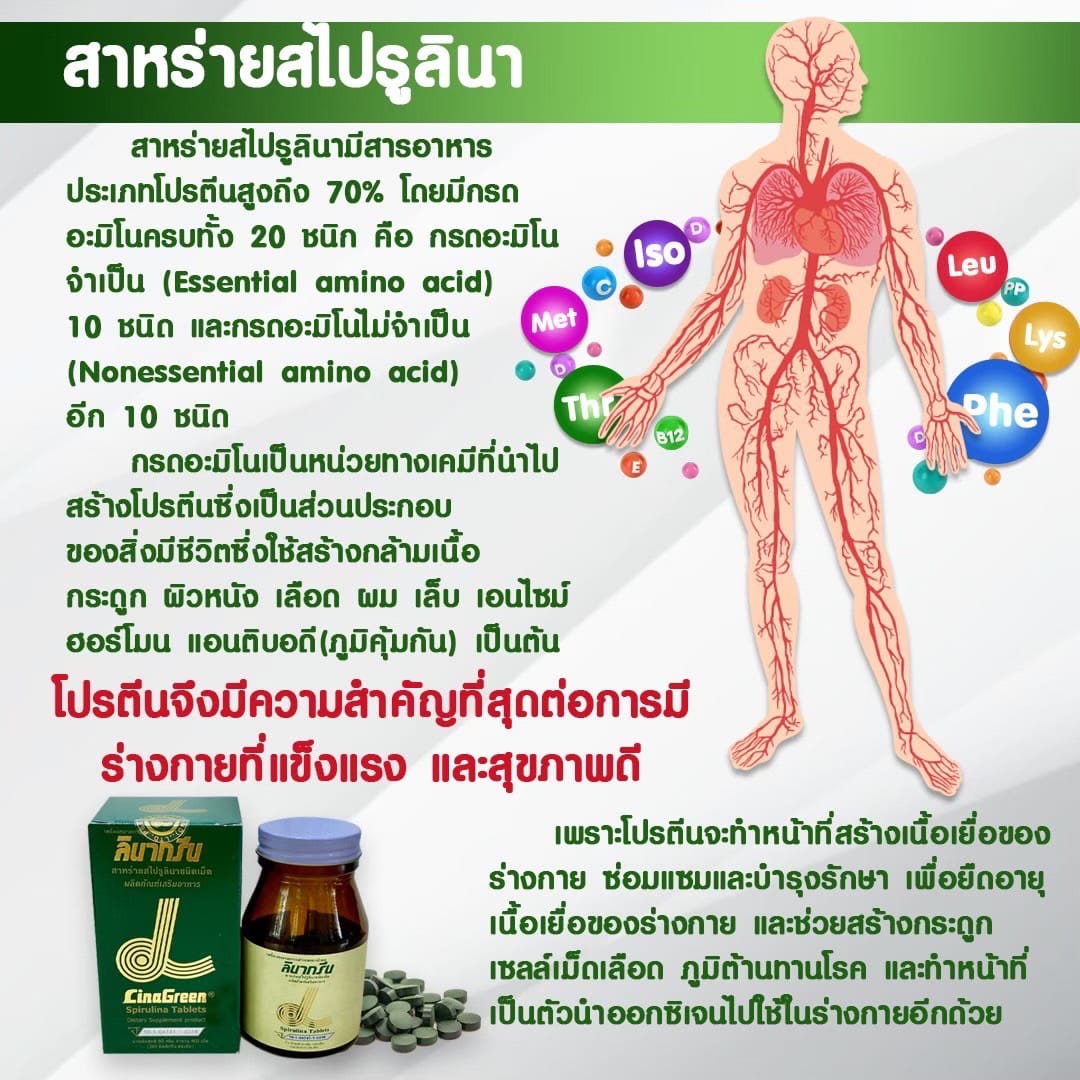 สาหร่ายสไปรูลินา
สาหร่ายสไปรูลินามีสารอาหาร
ประเภทโปรตีนสูงถึง 70% โดยมีกรด
อะมิโนครบทั้ง 20 ชนิก คือ กรดอะมิโน
จำเป็น (Essential amino acid)
10 ชนิด และกรดอะมิโนไม่จำเป็น
(Nonessential amino acid)
อีก 10 ชนิด
กรดอะมิโนเป็นหน่วยทางเคมีที่นำไป
สร้างโปรตีนซึ่งเป็นส่วนประกอบ
ของสิ่งมีชีวิตซึ่งใช้สร้างกล้ามเนื้อ
กระดูก ผิวหนัง เลือด ผม เล็บ เอนไซม์
ฮอร์โมน แอนติบอดี(ภูมิคุ้มกัน) เป็นต้น
Iso
D
C
Met
D
Thr
B12
E
Leu
PP
Lys
Phe
D
โปรตีนจึงมีความสำคัญที่สุดต่อการมี
ร่างกายที่แข็งแรง และสุขภาพดี
เพราะโปรตีนจะทำหน้าที่สร้างเนื้อเยื่อของ
ร่างกาย ซ่อมแซมและบำรุงรักษา เพื่อยืดอายุ
เนื้อเยื่อของร่างกาย และช่วยสร้างกระดูก
เซลล์เม็ดเลือด ภูมิต้านทานโรค และทำหน้าที่
เป็นตัวนำออกซิเจนไปใช้ในร่างกายอีกด้วย
ลินากรีน
สาหร่ายสไปรูลินาชนิดเม็ด
ผลิตภัณฑ์เสริมอาหาร
LinaGreen®
Spirulina Tablets
Dietary Supplement product
ลินากรีน
Spirulina Tablets